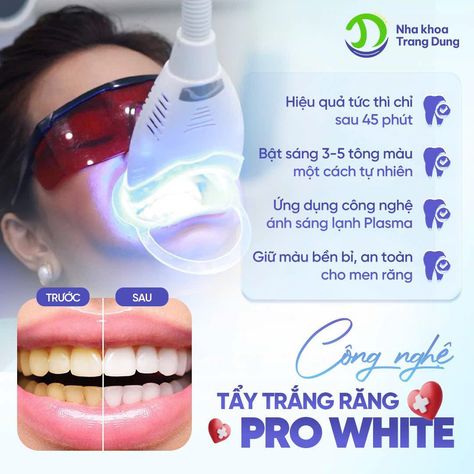 Nha khoa
Trang Dung
Hiệu quả tức thì chỉ
sau 45 phút
Bật sáng 3-5 tông màu
một cách tự nhiên
Ứng dụng công nghệ
ánh sáng lạnh Plasma
Giữ màu bền bỉ, an toàn
cho men răng
TRƯỚC
SAU
Công nghệ
TẨY TRẮNG RĂNG
PRO WHITE